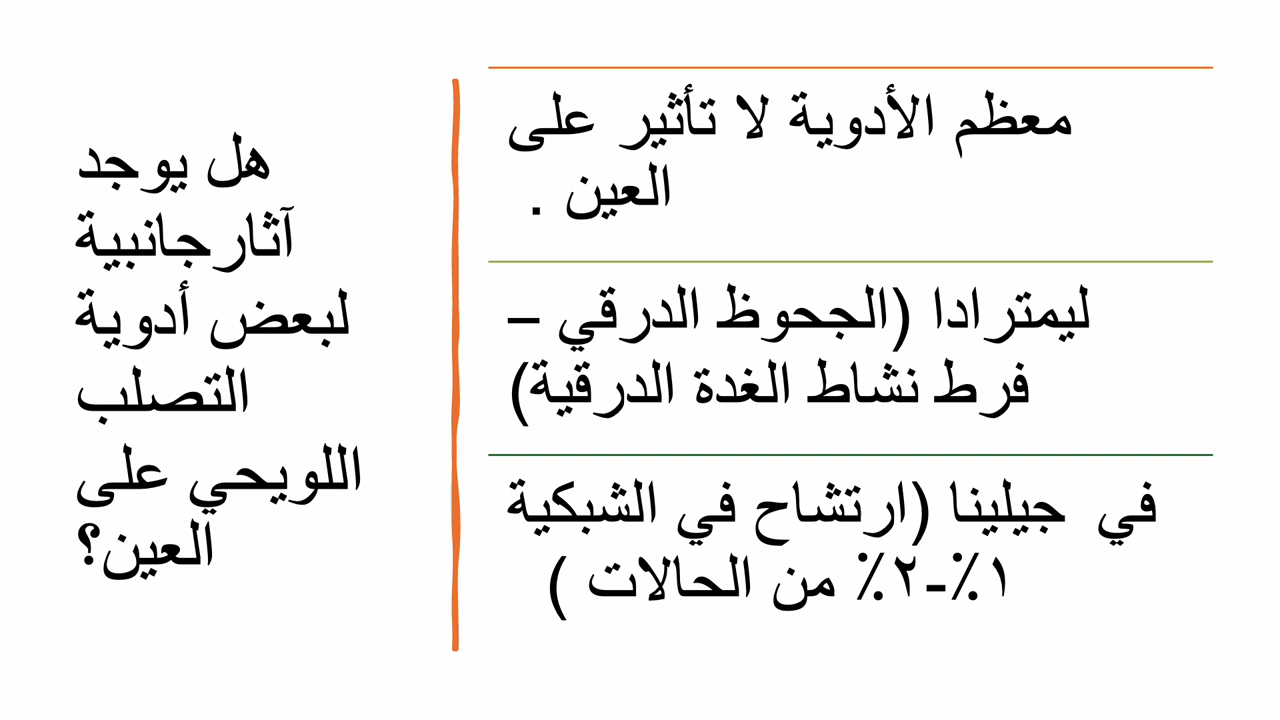 هل يوجد
آثارجانبية
لبعض أدوية
التصلب
اللويحي على
العين؟
معظم الأدوية لا تأثير على
العين .
ليمترادا (الجحوظ الدرقي –
فرط نشاط الغدة الدرقية)
في جيلينا (ارتشاح في الشبكية
١٪-٢٪ من الحالات )